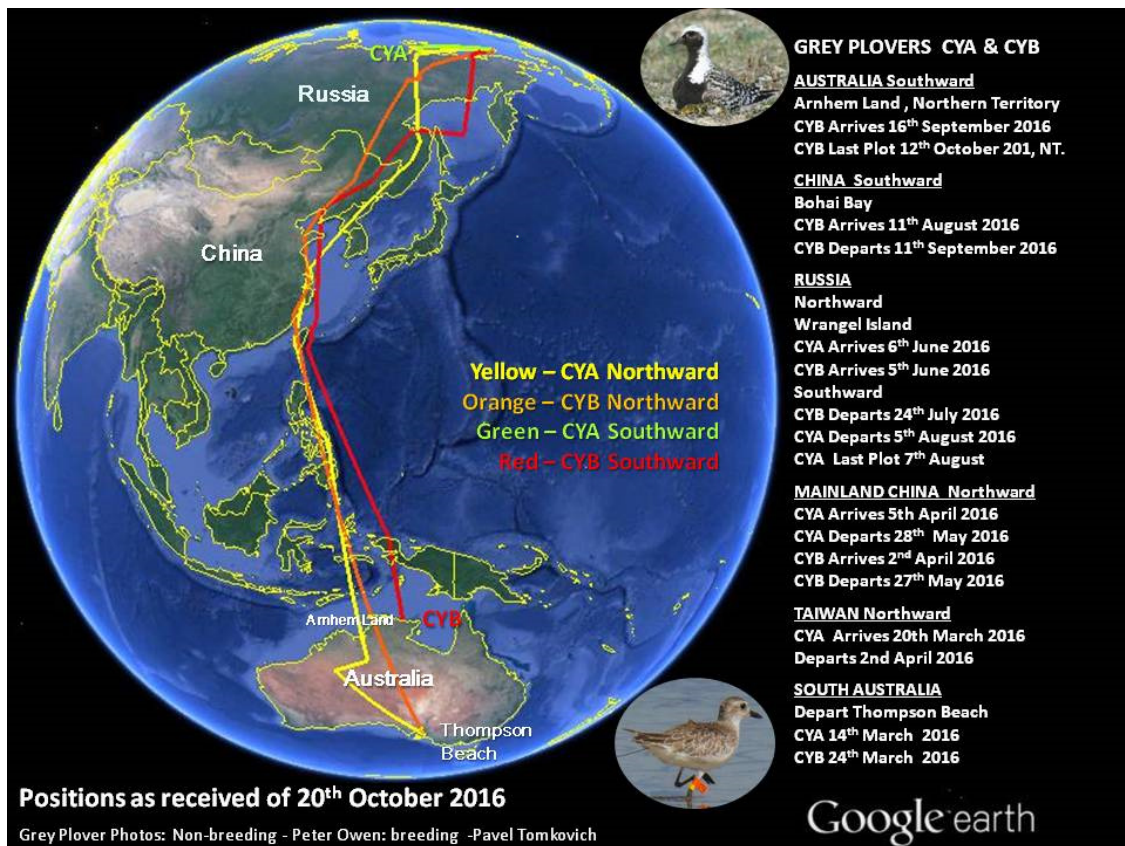 CYA
Russia
China
Yellow – CYA Northward
Orange – CYB Northward
Green – CYA Southward
Red – CYB Southward
Arnhem Land
CYB
Australia
Thompson
Beach
Positions as received of 20th October 2016
Grey Plover Photos: Non-breeding - Peter Owen: breeding -Pavel Tomkovich
GREY PLOVERS CYA & CYB
AUSTRALIA Southward
Arnhem Land , Northern Territory
CYB Arrives 16th September 2016
CYB Last Plot 12th October 201, NT.
CHINA Southward
Bohai Bay
CYB Arrives 11th August 2016
CYB Departs 11th September 2016
RUSSIA
Northward
Wrangel Island
CYA Arrives 6th June 2016
CYB Arrives 5th June 2016
Southward
CYB Departs 24th July 2016
CYA Departs 5th August 2016
CYA Last Plot 7th August
MAINLAND CHINA Northward
CYA Arrives 5th April 2016
CYA Departs 28th May 2016
CYB Arrives 2nd April 2016
CYB Departs 27th May 2016
TAIWAN Northward
CYA Arrives 20th March 2016
Departs 2nd April 2016
SOUTH AUSTRALIA
Depart Thompson Beach
CYA 14th March 2016
CYB 24th March 2016
Google earth